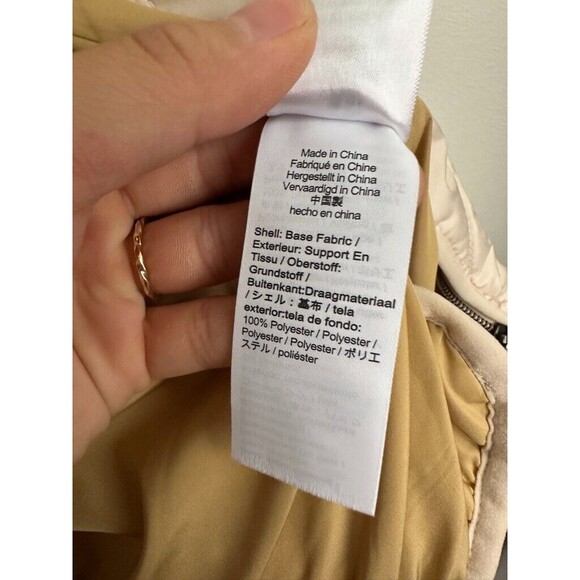 Made in China
Fabriqué en Chine
Hergestellt in China
Vervaardigd in China
中国製
hecho en china
Shell: Base Fabric /
Exterieur: Support En
Tissu / Oberstoff:
Grundstoff /
Buitenkant:Draagmateriaal
/ シェル：基布 / tela
exterior:tela de fondo:
100% Polyester / Polyester /
Polyester / Polyester / ポリエ
ステル / poliéster